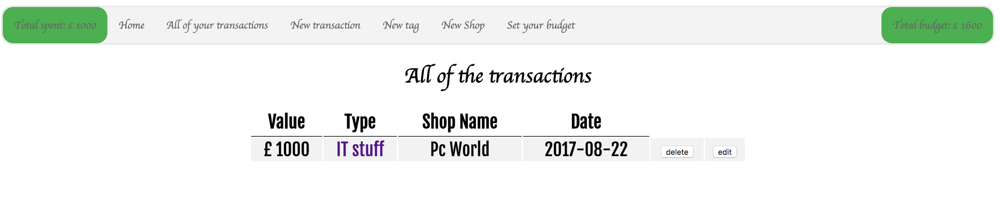 Total spent: £ 1000 Home All of your transactions New transaction New tag New Shop Set your budget Total budget: £ 1600
All of the transactions
Value Type Shop Name Date
£ 1000 IT stuff Pc World 2017-08-22 delete edit